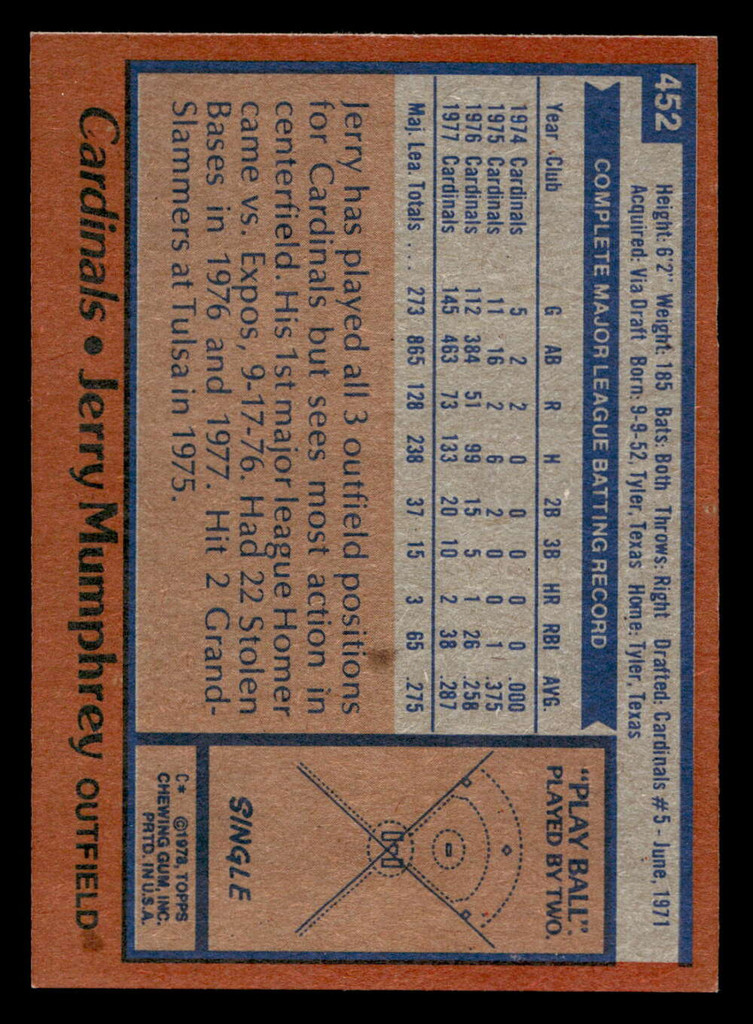 452
Height: 6'2" Weight: 185 Bats: Both Throws: Right Drafted: Cardinals #5 - June, 1971
Acquired: Via Draft Born: 9-9-52, Tyler, Texas Home: Tyler, Texas
COMPLETE MAJOR LEAGUE BATTING RECORD
Year Club G AB R H 2B 3B HR RBI AVG.
1974 Cardinals 5 2 2 0 0 0 0 0 .000
1975 Cardinals 11 16 2 6 2 0 0 1 .375
1976 Cardinals 112 384 51 99 15 5 1 26 .258
1977 Cardinals 145 463 73 133 20 10 2 38 .287
Maj. Lea. Totals ... 273 865 128 238 37 15 3 65 .275
Jerry has played all 3 outfield positions
for Cardinals but sees most action in
centerfield. His 1st major league Homer
came vs. Expos, 9-17-76. Had 22 Stolen
Bases in 1976 and 1977. Hit 2 Grand-
Slammers at Tulsa in 1975.
"PLAY BALL"
PLAYED BY TWO.
SINGLE
C* ©1978, TOPPS
CHEWING GUM, INC.
PRTD. IN U.S.A.
Cardinals • Jerry Mumphrey OUTFIELD